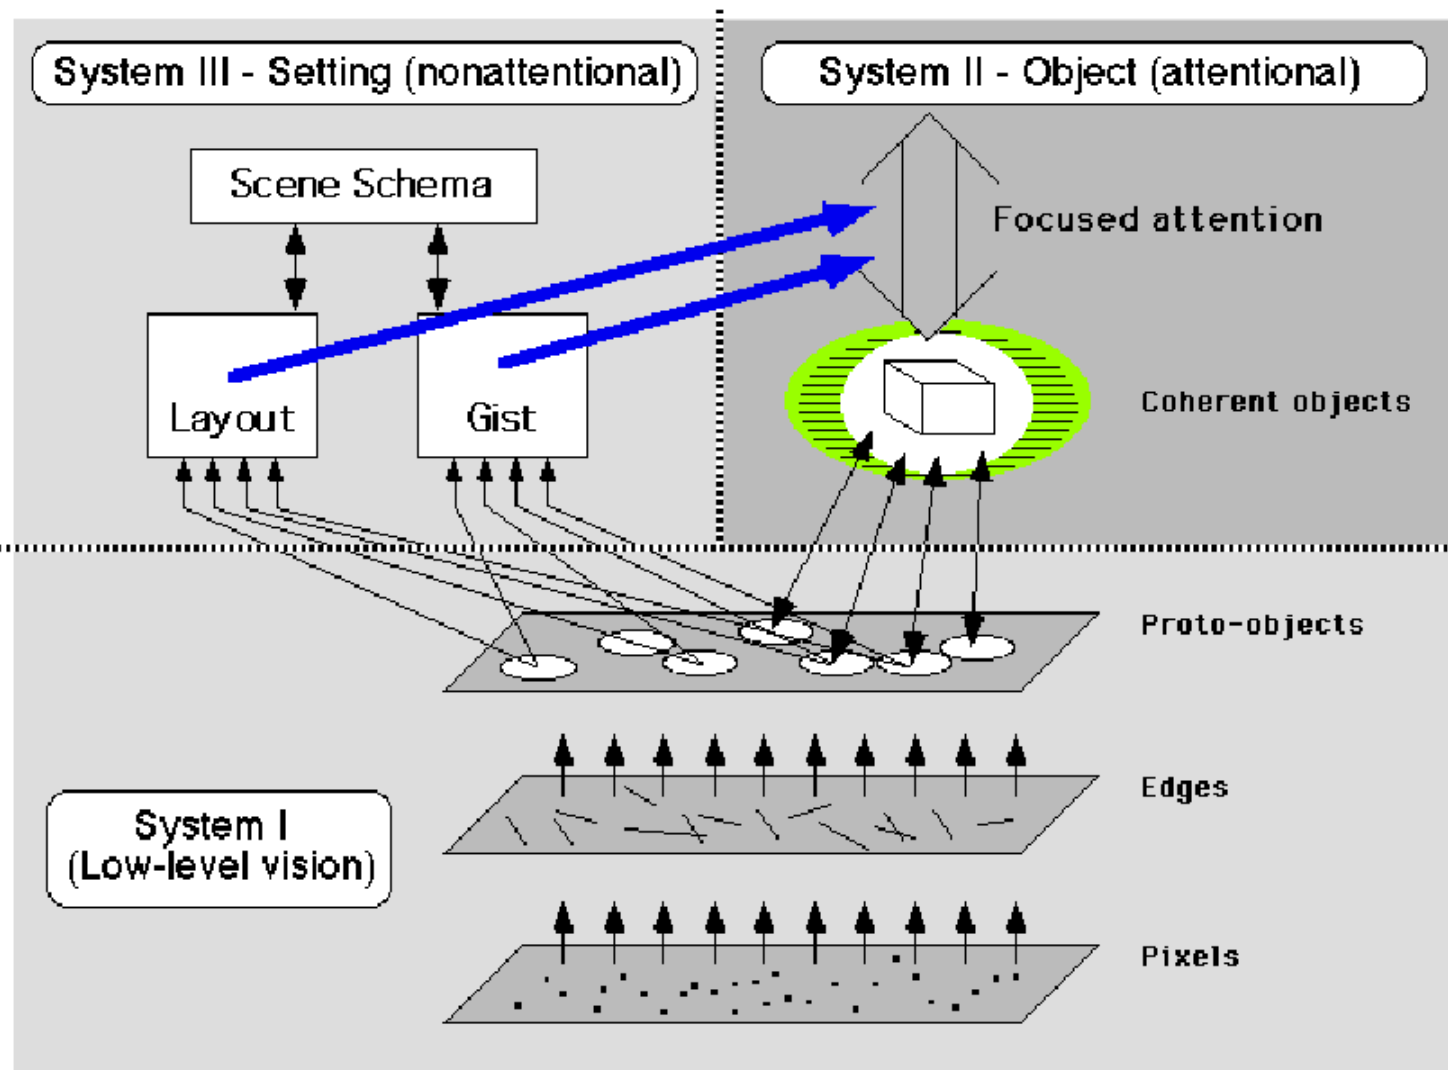 System III - Setting (nonattentional)
System II - Object (attentional)
Scene Schema
Focused attention
Layout
Gist
Coherent objects
Proto-objects
Edges
System I
(Low-level vision)
Pixels